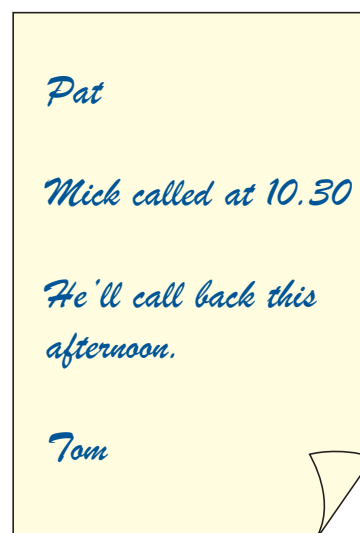 Pat
Mick called at 10.30
He'll call back this
afternoon.
Tom